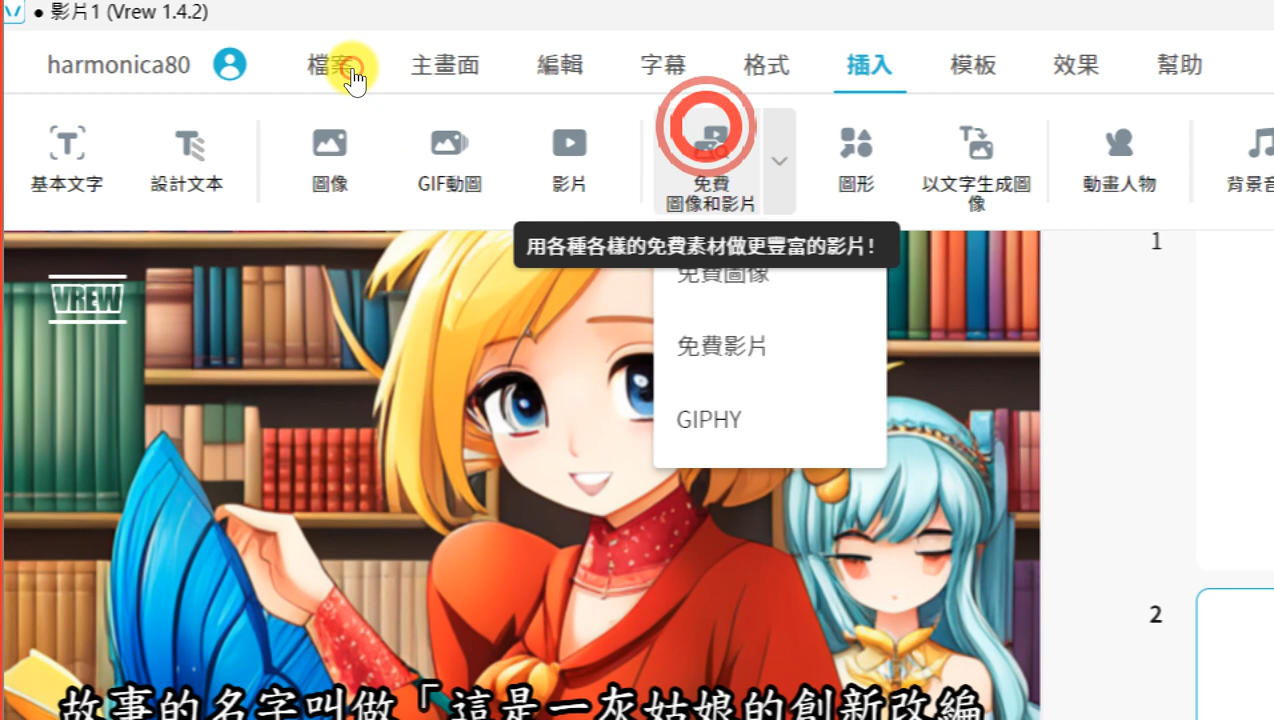 ● 影片1 (Vrew 1.4.2)
harmonica80 檔案 主畫面 編輯 字幕 格式 插入 模板 效果 幫助
基本文字 設計文本 圖像 GIF動圖 影片 免費 圖像和影片 圖形 以文字生成圖像 動畫人物 背景音
用各種各樣的免費素材做更豐富的影片!
免費圖像
免費影片
GIPHY
VREW
1
2
故事的名字叫做「這是一灰姑娘的創新改編